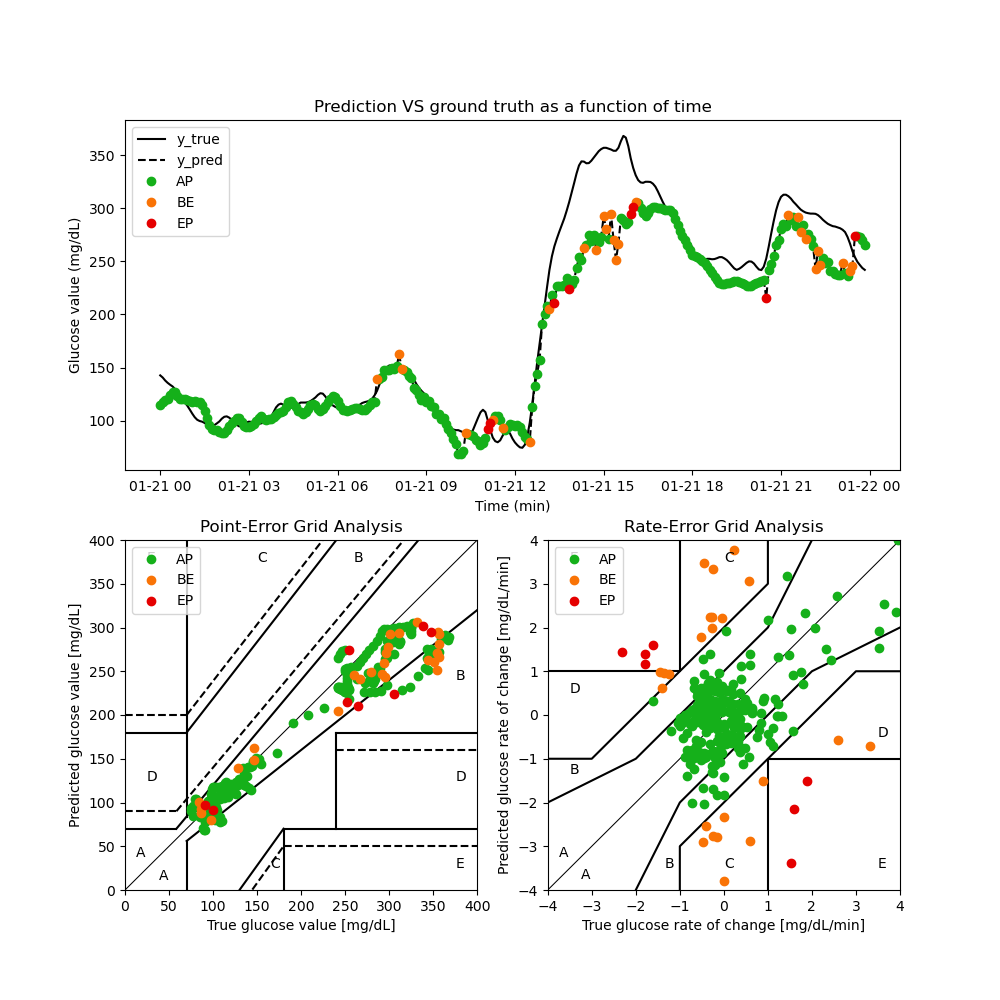 Prediction VS ground truth as a function of time
Glucose value (mg/dL)
350
300
250
200
150
100
y_true
y_pred
AP
BE
EP
01-21 00 01-21 03 01-21 06 01-21 09 01-21 12 01-21 15 01-21 18 01-21 21 01-22 00
Time (min)
Point-Error Grid Analysis
Predicted glucose value [mg/dL]
400
350
300
250
200
150
100
50
0
AP
BE
EP
C
B
B
D
D
A
A
C
E
0 50 100 150 200 250 300 350 400
True glucose value [mg/dL]
Rate-Error Grid Analysis
Predicted glucose rate of change [mg/dL/min]
4
3
2
1
0
−1
−2
−3
−4
AP
BE
EP
C
D
D
B
A
A
B
C
E
−4 −3 −2 −1 0 1 2 3 4
True glucose rate of change [mg/dL/min]